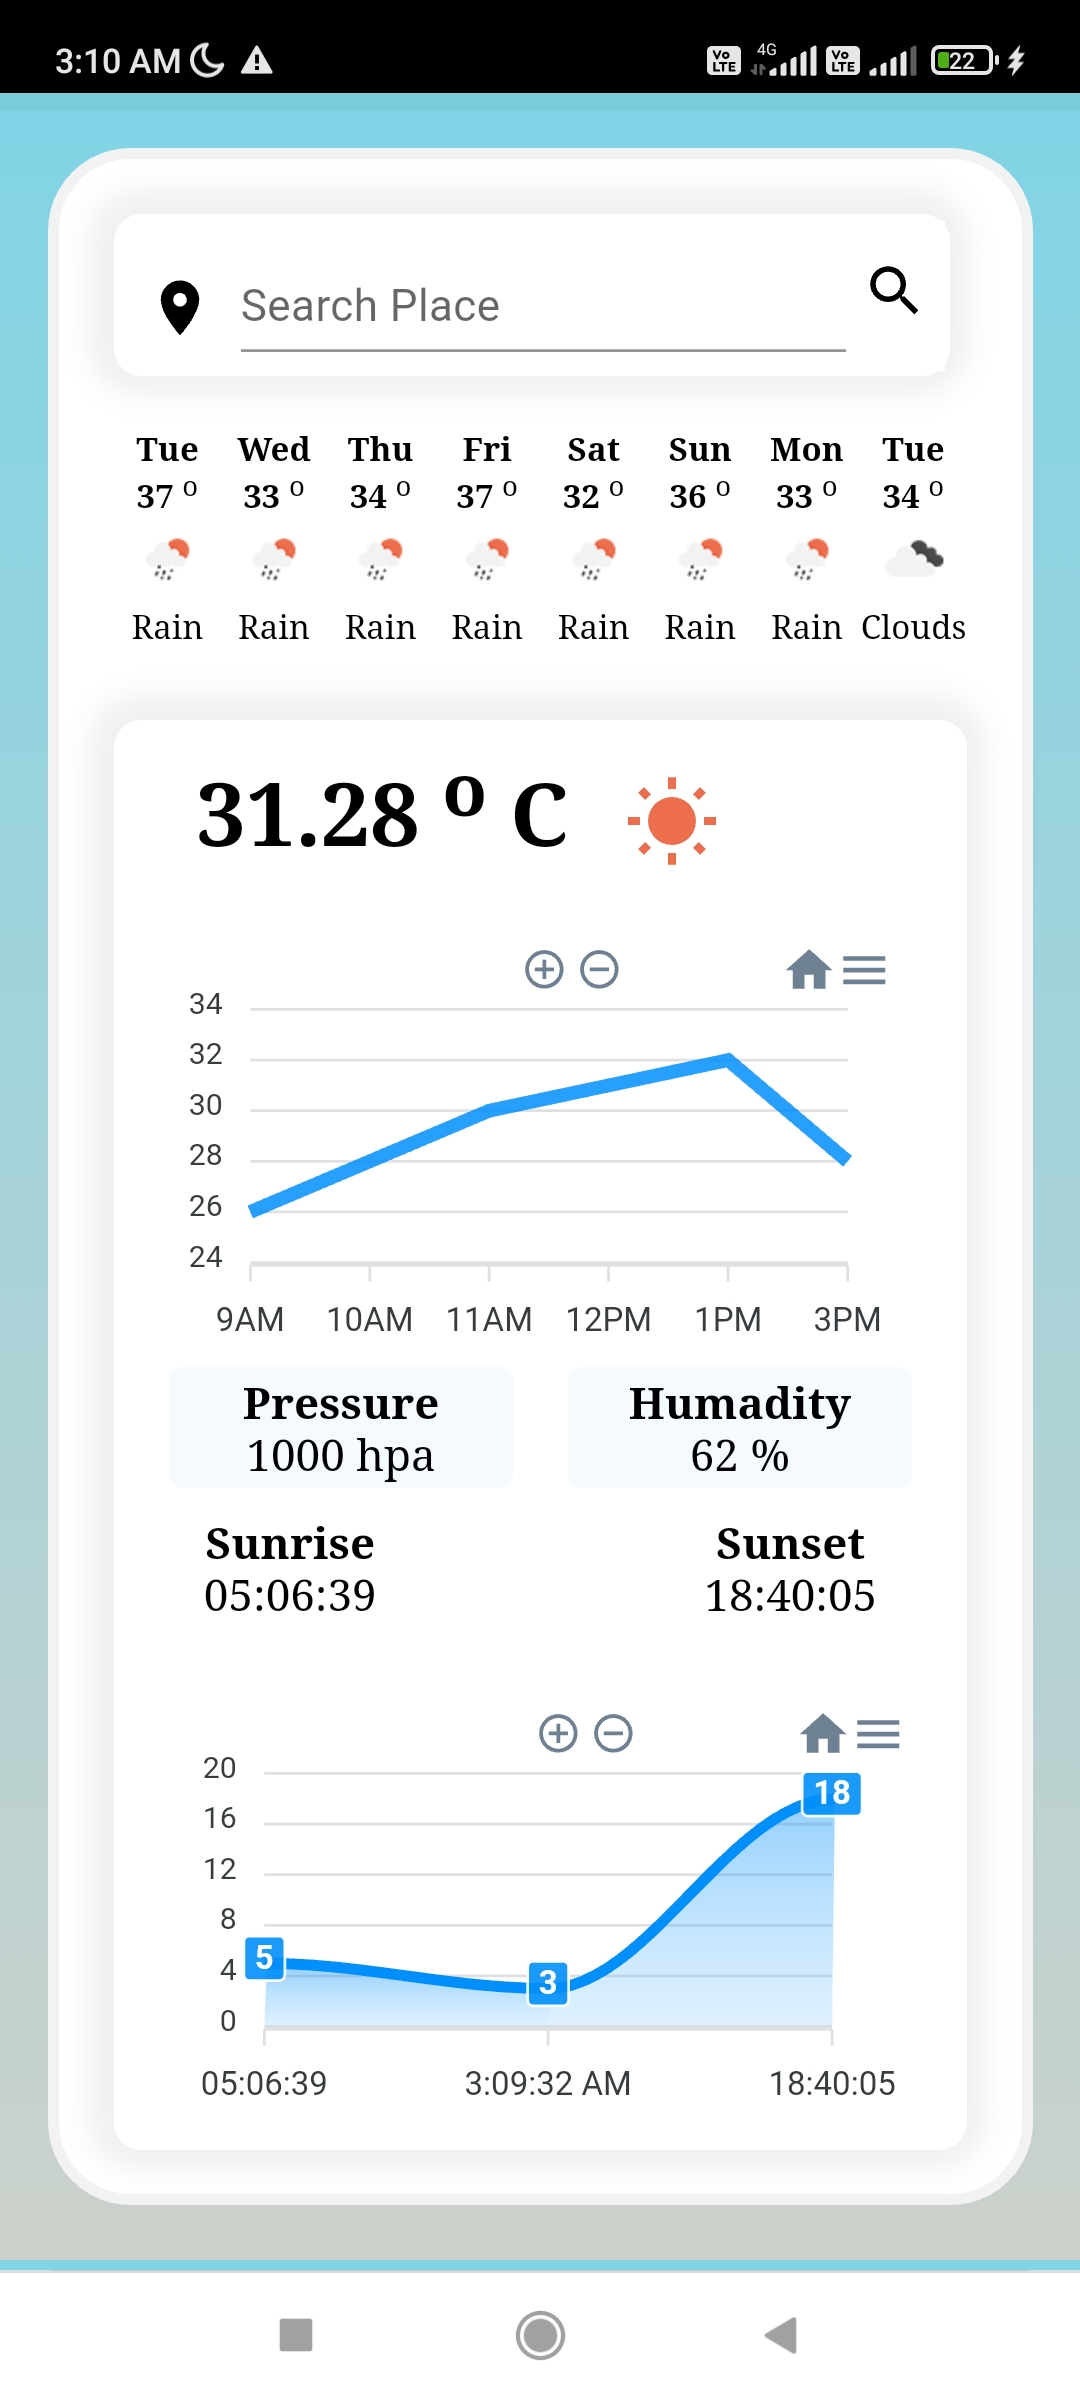 3:10 AM Vo LTE 4G Vo LTE 22
Search Place
Tue Wed Thu Fri Sat Sun Mon Tue
37 o 33 o 34 o 37 o 32 o 36 o 33 o 34 o
Rain Rain Rain Rain Rain Rain Rain Clouds
31.28 o C
34
32
30
28
26
24
9AM 10AM 11AM 12PM 1PM 3PM
Pressure Humadity
1000 hpa 62 %
Sunrise Sunset
05:06:39 18:40:05
20
18
16
12
8
5
4
3
0
05:06:39 3:09:32 AM 18:40:05